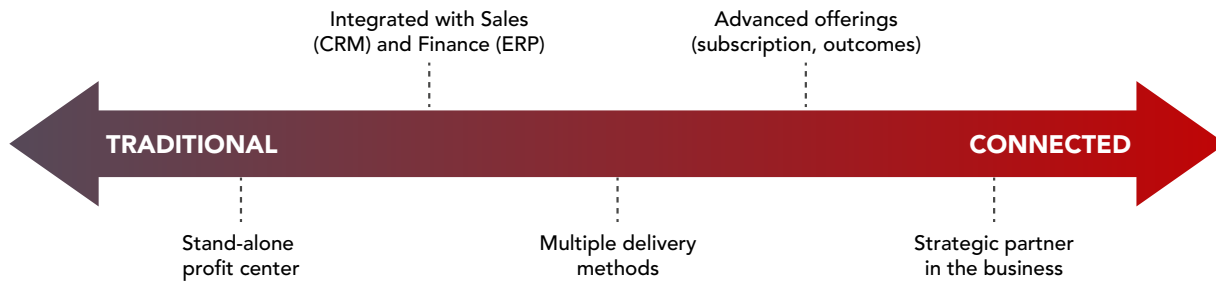 Integrated with Sales
(CRM) and Finance (ERP)
Advanced offerings
(subscription, outcomes)
TRADITIONAL
CONNECTED
Stand-alone
profit center
Multiple delivery
methods
Strategic partner
in the business